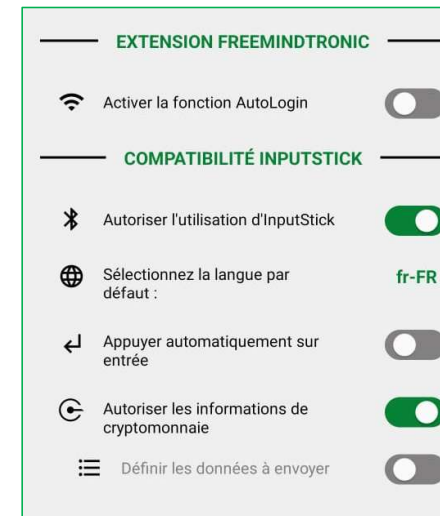 EXTENSION FREEMINDTRONIC
Activer la fonction AutoLogin
COMPATIBILITÉ INPUTSTICK
Autoriser l'utilisation d'InputStick
Sélectionnez la langue par
défaut :
fr-FR
Appuyer automatiquement sur
entrée
Autoriser les informations de
cryptomonnaie
Définir les données à envoyer